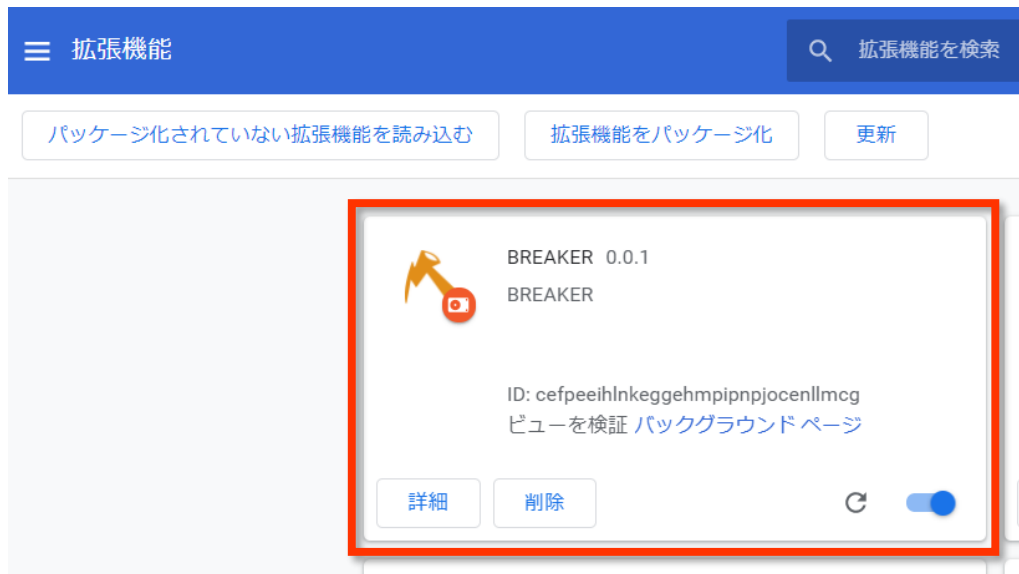 拡張機能
拡張機能を検索
パッケージ化されていない拡張機能を読み込む
拡張機能をパッケージ化
更新
BREAKER 0.0.1
BREAKER
ID: cefpeeihlnkeggehmpipnpjocenllmcg
ビューを検証 バックグラウンド ページ
詳細
削除